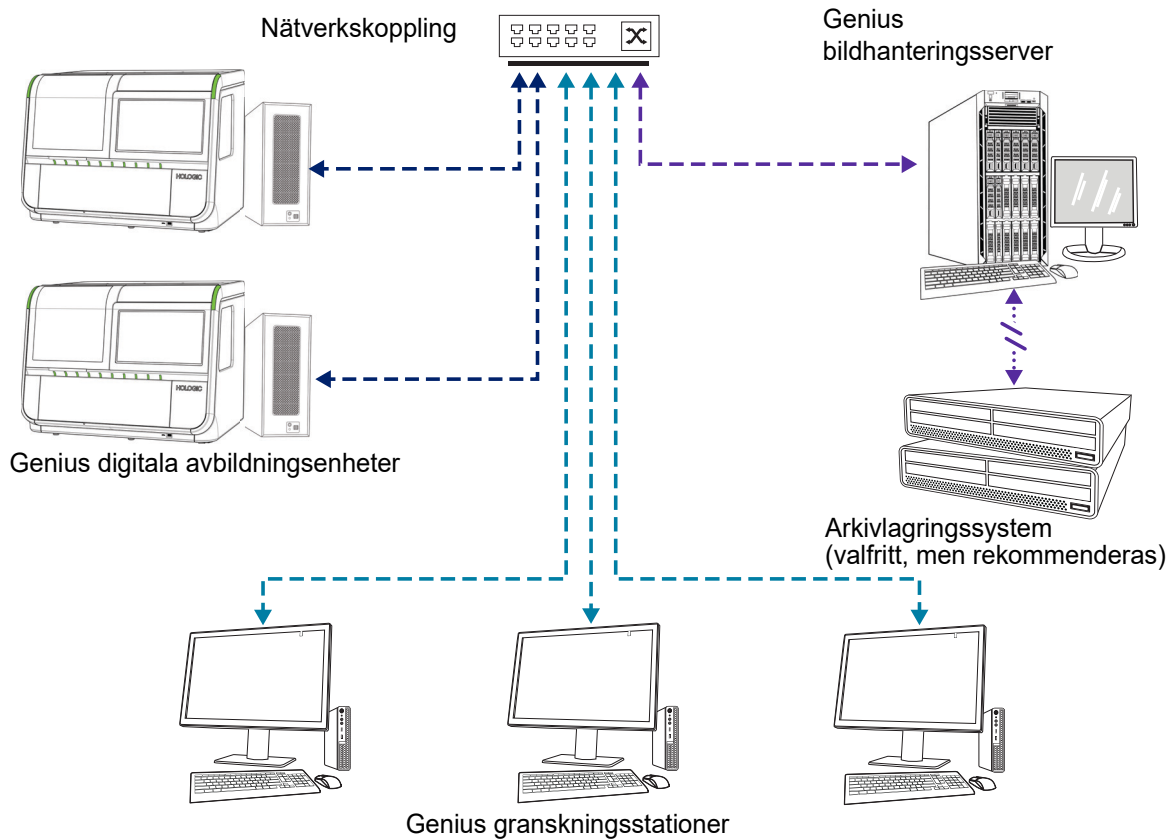 Nätverkskoppling
Genius
bildhanteringsserver
HOLOGIC
HOLOGIC
Genius digitala avbildningsenheter
Arkivlagringssystem
(valfritt, men rekommenderas)
Genius granskningsstationer